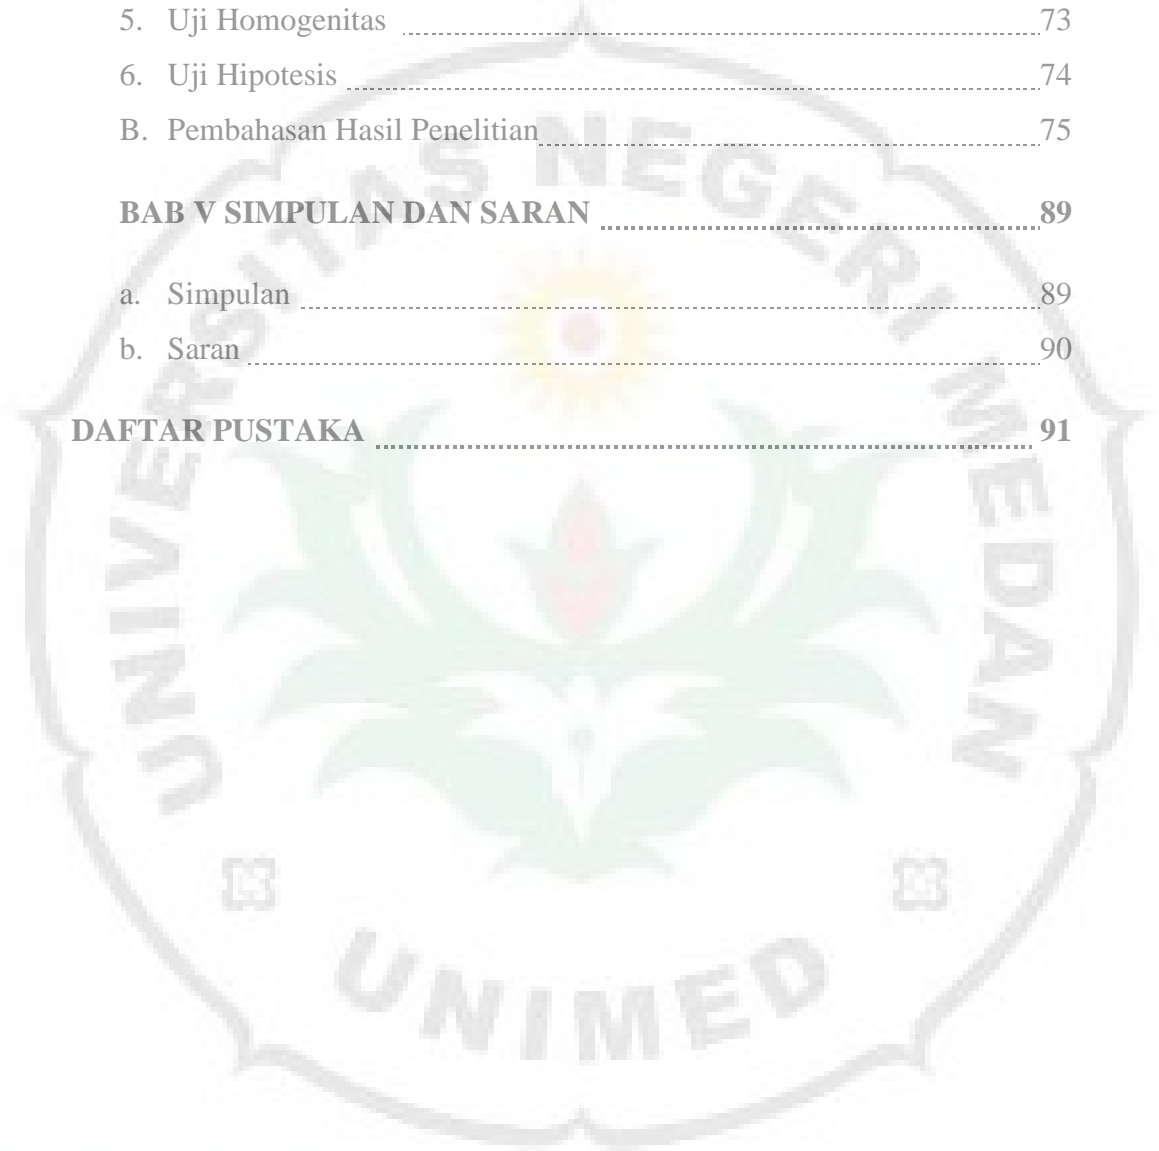 5. Uji Homogenitas ........ 73
6. Uji Hipotesis ........ 74
B. Pembahasan Hasil Penelitian ........ 75
BAB V SIMPULAN DAN SARAN ........ 89
a. Simpulan ........ 89
b. Saran ........ 90
DAFTAR PUSTAKA ........ 91
UNIVERSITAS NEGERI MEDAN
UNIMED